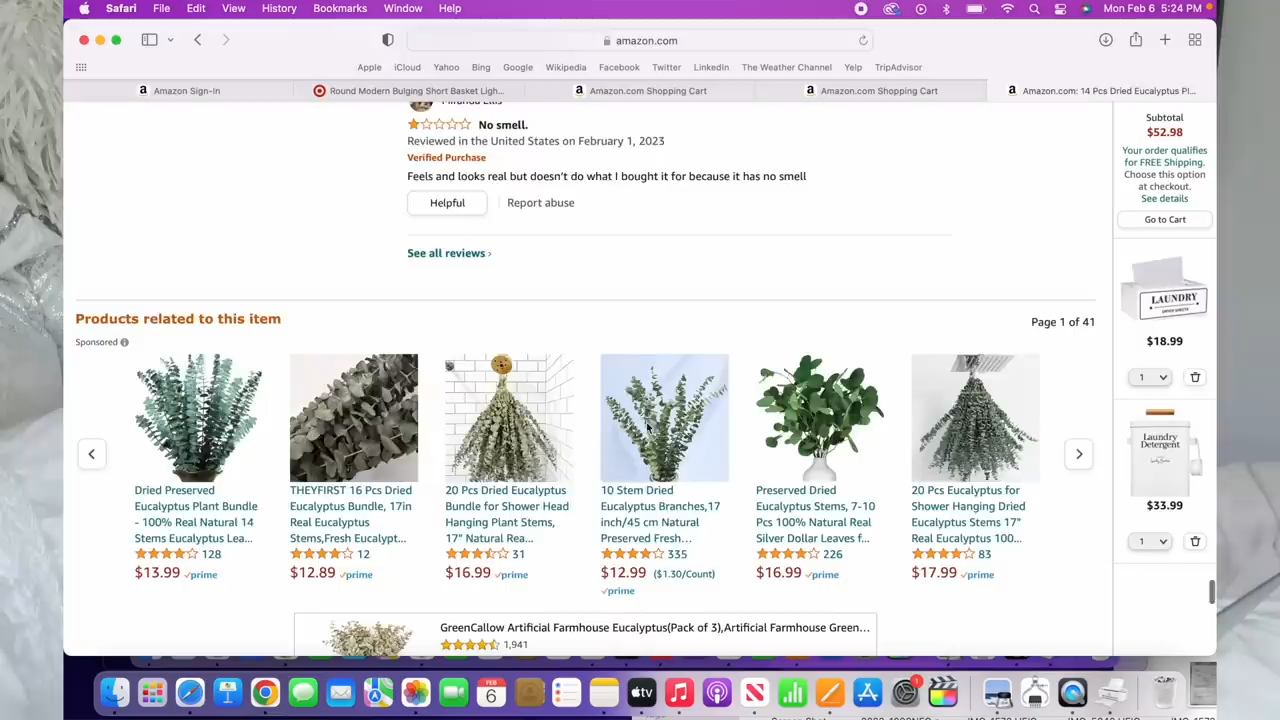 Safari File Edit View History Bookmarks Window Help
Mon Feb 6 5:24 PM
amazon.com
Apple iCloud Yahoo Bing Google Wikipedia Facebook Twitter LinkedIn The Weather Channel Yelp TripAdvisor
Amazon Sign-In
Round Modern Bulging Short Basket Ligh...
Amazon.com Shopping Cart
Amazon.com Shopping Cart
Amazon.com: 14 Pcs Dried Eucalyptus Pl...
Miranda Ellis
No smell.
Reviewed in the United States on February 1, 2023
Verified Purchase
Feels and looks real but doesn't do what I bought it for because it has no smell
Helpful
Report abuse
See all reviews ›
Subtotal
$52.98
Your order qualifies
for FREE Shipping.
Choose this option
at checkout.
See details
Go to Cart
LAUNDRY
$18.99
1
Laundry
Detergent
$33.99
1
Products related to this item
Page 1 of 41
Sponsored
Dried Preserved
Eucalyptus Plant Bundle
- 100% Real Natural 14
Stems Eucalyptus Lea...
128
$13.99 prime
THEYFIRST 16 Pcs Dried
Eucalyptus Bundle, 17in
Real Eucalyptus
Stems,Fresh Eucalypt...
12
$12.89 prime
20 Pcs Dried Eucalyptus
Bundle for Shower Head
Hanging Plant Stems,
17" Natural Rea...
31
$16.99 prime
10 Stem Dried
Eucalyptus Branches,17
inch/45 cm Natural
Preserved Fresh...
335
$12.99 ($1.30/Count)
prime
Preserved Dried
Eucalyptus Stems, 7-10
Pcs 100% Natural Real
Silver Dollar Leaves f...
226
$16.99 prime
20 Pcs Eucalyptus for
Shower Hanging Dried
Eucalyptus Stems 17"
Real Eucalyptus 100...
83
$17.99 prime
GreenCallow Artificial Farmhouse Eucalyptus(Pack of 3),Artificial Farmhouse Green...
1,941
FEB
6
tv
1